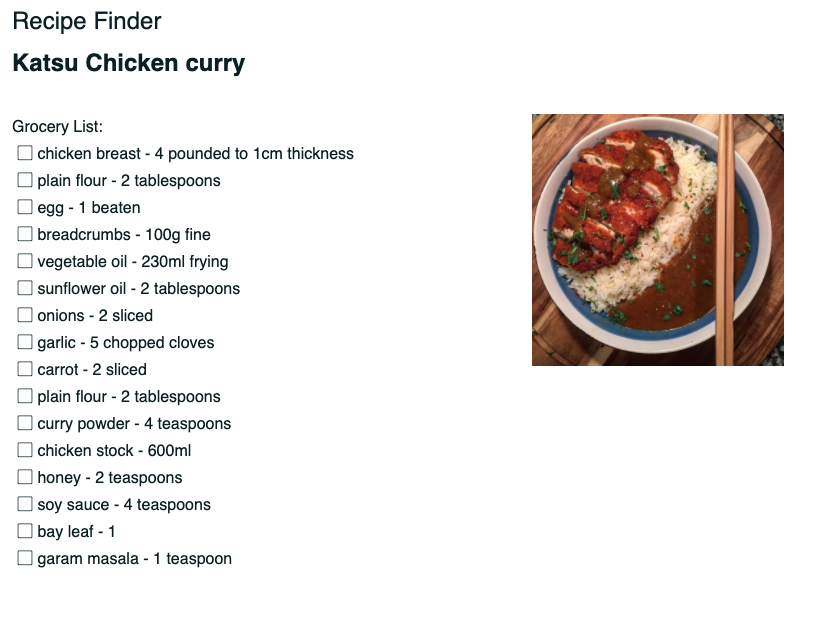 Recipe Finder
Katsu Chicken curry
Grocery List:
chicken breast - 4 pounded to 1cm thickness
plain flour - 2 tablespoons
egg - 1 beaten
breadcrumbs - 100g fine
vegetable oil - 230ml frying
sunflower oil - 2 tablespoons
onions - 2 sliced
garlic - 5 chopped cloves
carrot - 2 sliced
plain flour - 2 tablespoons
curry powder - 4 teaspoons
chicken stock - 600ml
honey - 2 teaspoons
soy sauce - 4 teaspoons
bay leaf - 1
garam masala - 1 teaspoon